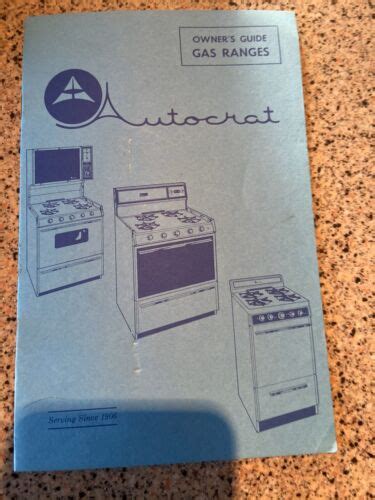 OWNER'S GUIDE
GAS RANGES
Autocrat
Serving Since 1906